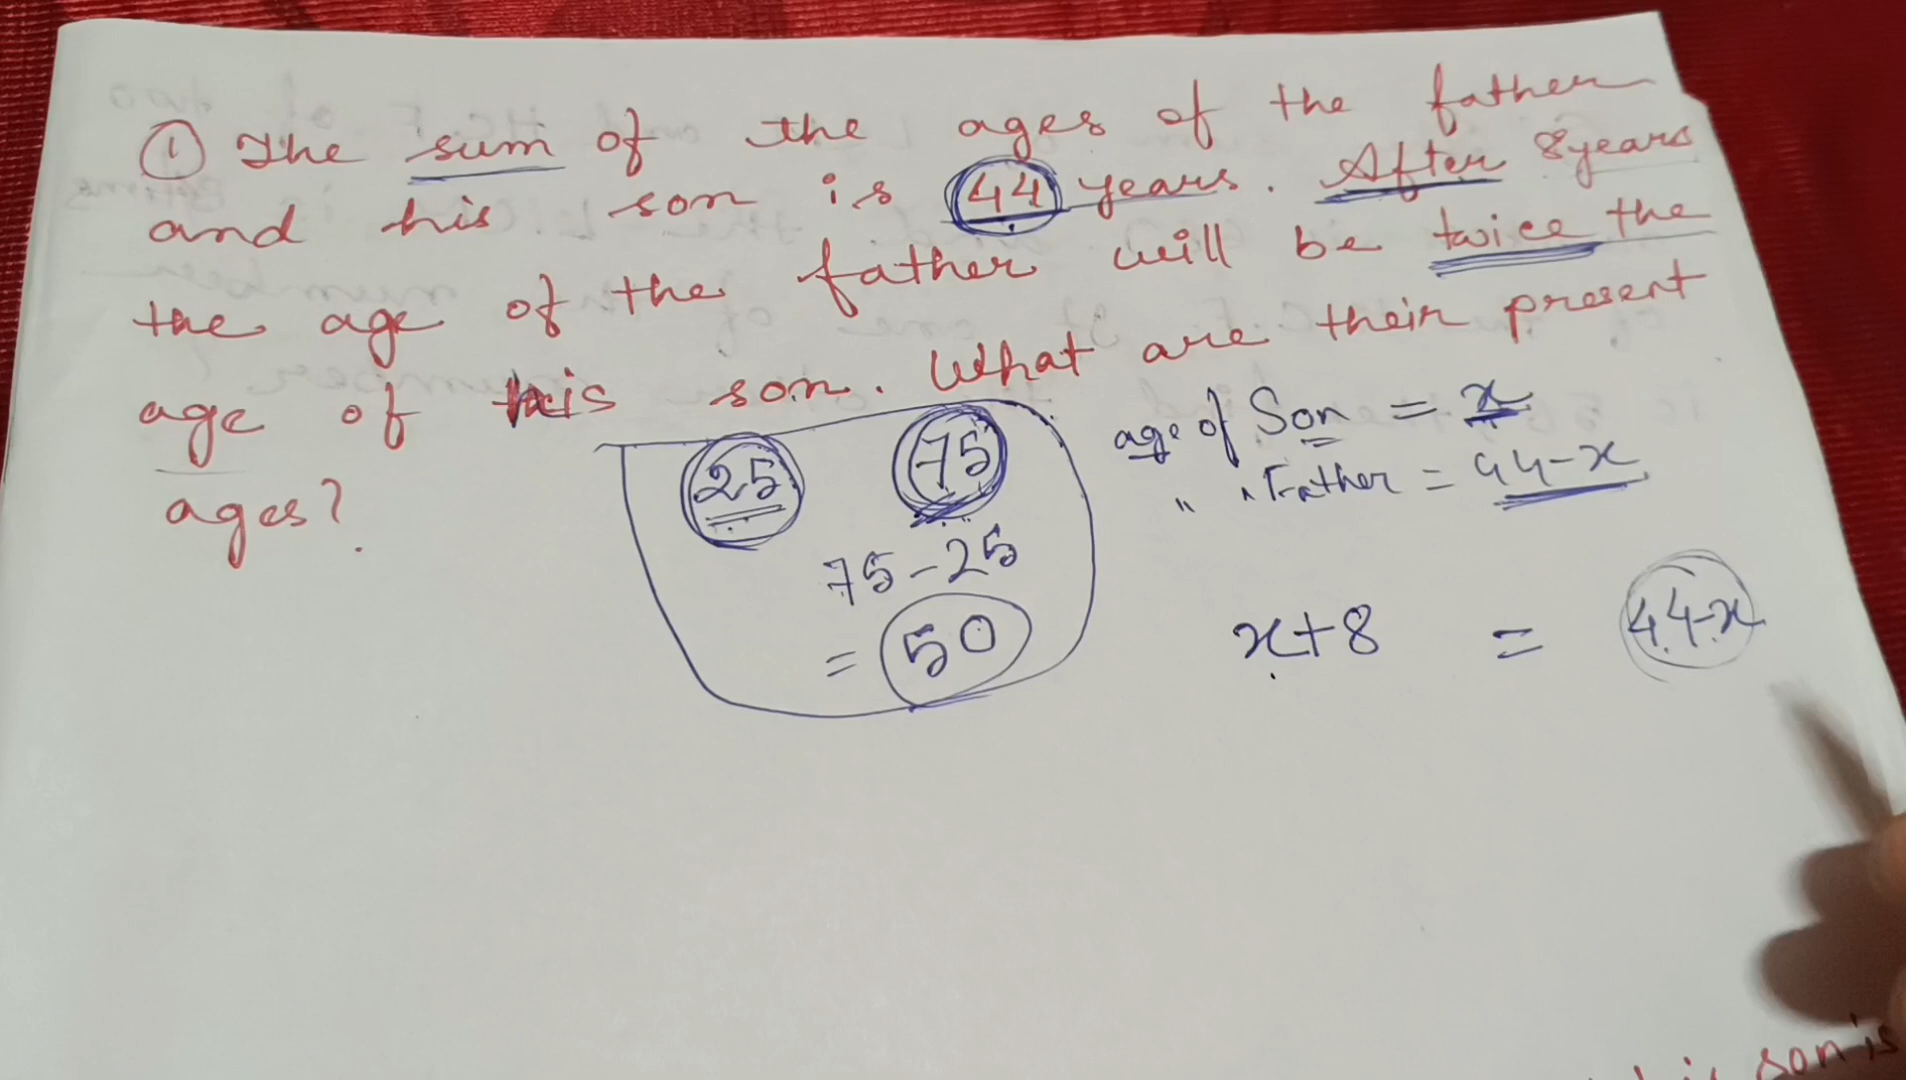 ① The sum of the ages of the father
and his son is 44 years. After 8 years
the age of the father will be twice the
age of his son. What are their present
ages?
25 75
75-25
= 50
age of Son = x
" " Father = 44-x
x+8 = 44-x
son is